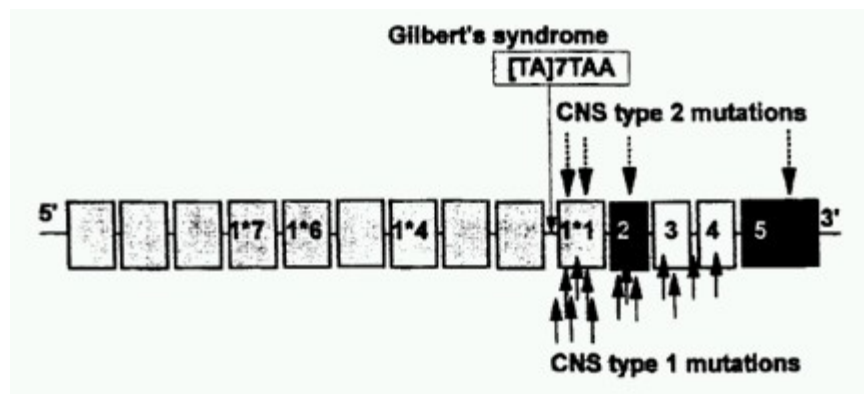 Gilbert's syndrome
[TA]7TAA
CNS type 2 mutations
5' 1*7 1*6 1*4 1*1 2 3 4 5 3'
CNS type 1 mutations